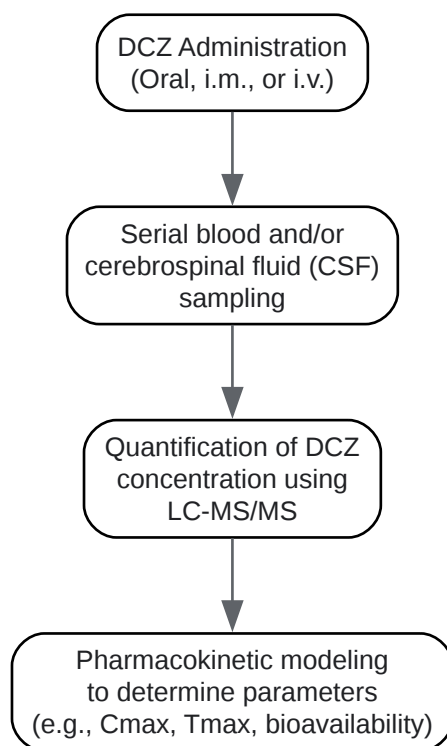 DCZ Administration
(Oral, i.m., or i.v.)
Serial blood and/or
cerebrospinal fluid (CSF)
sampling
Quantification of DCZ
concentration using
LC-MS/MS
Pharmacokinetic modeling
to determine parameters
(e.g., Cmax, Tmax, bioavailability)